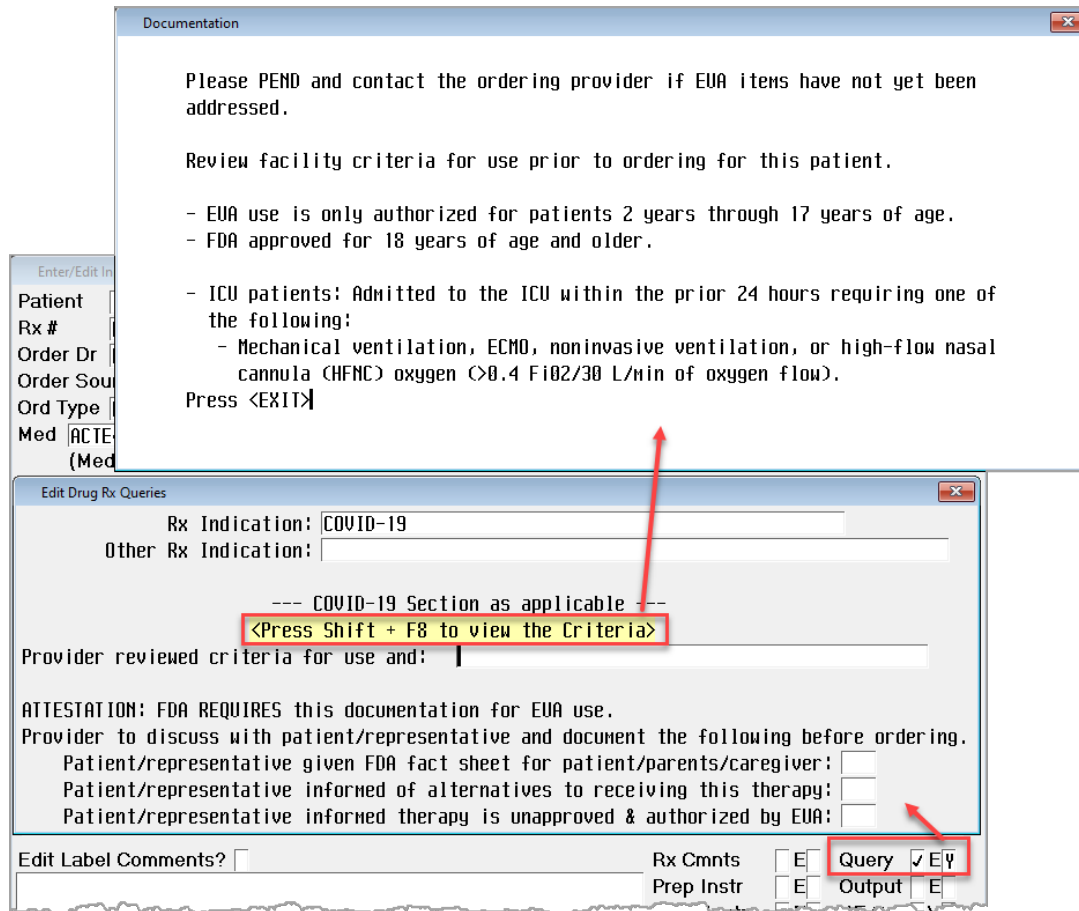 Documentation
Please PEND and contact the ordering provider if EUA items have not yet been
addressed.
Review facility criteria for use prior to ordering for this patient.
- EUA use is only authorized for patients 2 years through 17 years of age.
- FDA approved for 18 years of age and older.
- ICU patients: Admitted to the ICU within the prior 24 hours requiring one of
the following:
- Mechanical ventilation, ECMO, noninvasive ventilation, or high-flow nasal
cannula (HFNC) oxygen (>0.4 FiO2/30 L/min of oxygen flow).
Press <EXIT>
Enter/Edit In
Patient
Rx #
Order Dr
Order Sou
Ord Type
Med ACTE
(Med
Edit Drug Rx Queries
Rx Indication: COVID-19
Other Rx Indication:
--- COVID-19 Section as applicable ---
<Press Shift + F8 to view the Criteria>
Provider reviewed criteria for use and:
ATTESTATION: FDA REQUIRES this documentation for EUA use.
Provider to discuss with patient/representative and document the following before ordering.
Patient/representative given FDA fact sheet for patient/parents/caregiver:
Patient/representative informed of alternatives to receiving this therapy:
Patient/representative informed therapy is unapproved & authorized by EUA:
Edit Label Comments? Rx Cmnts E Query ✓ E Y
Prep Instr E Output E